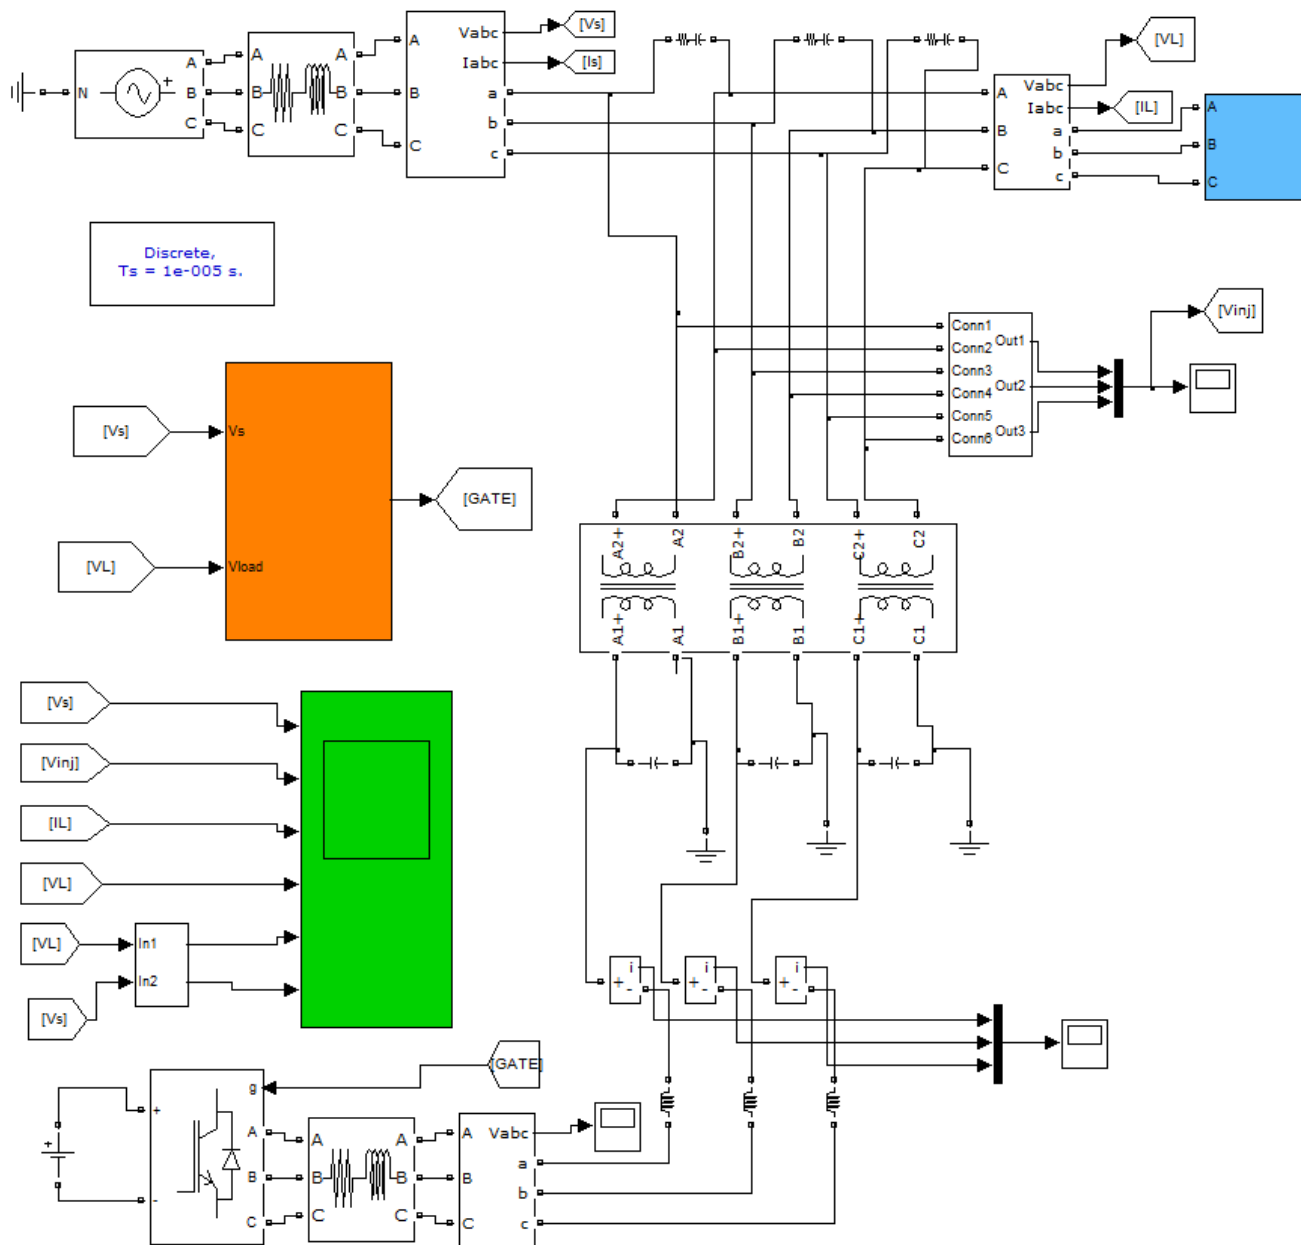 N
+
A
B
C
A
B
C
A
B
C
A
B
C
Vabc
Iabc
a
b
c
[Vs]
[Is]
A
B
C
Vabc
Iabc
a
b
c
[VL]
[IL]
A
B
C
Discrete,
Ts = 1e-005 s.
Conn1
Conn2
Conn3
Conn4
Conn5
Conn6
Out1
Out2
Out3
[Vinj]
[Vs]
[VL]
Vs
Vload
[GATE]
A2+
A2
B2+
B2
C2+
C2
A1+
A1
B1+
B1
C1+
C1
[Vs]
[Vinj]
[IL]
[VL]
[VL]
[Vs]
In1
In2
i
+
-
i
+
-
i
+
-
[GATE]
+
+
-
g
A
B
C
A
B
C
A
B
C
A
B
C
Vabc
a
b
c